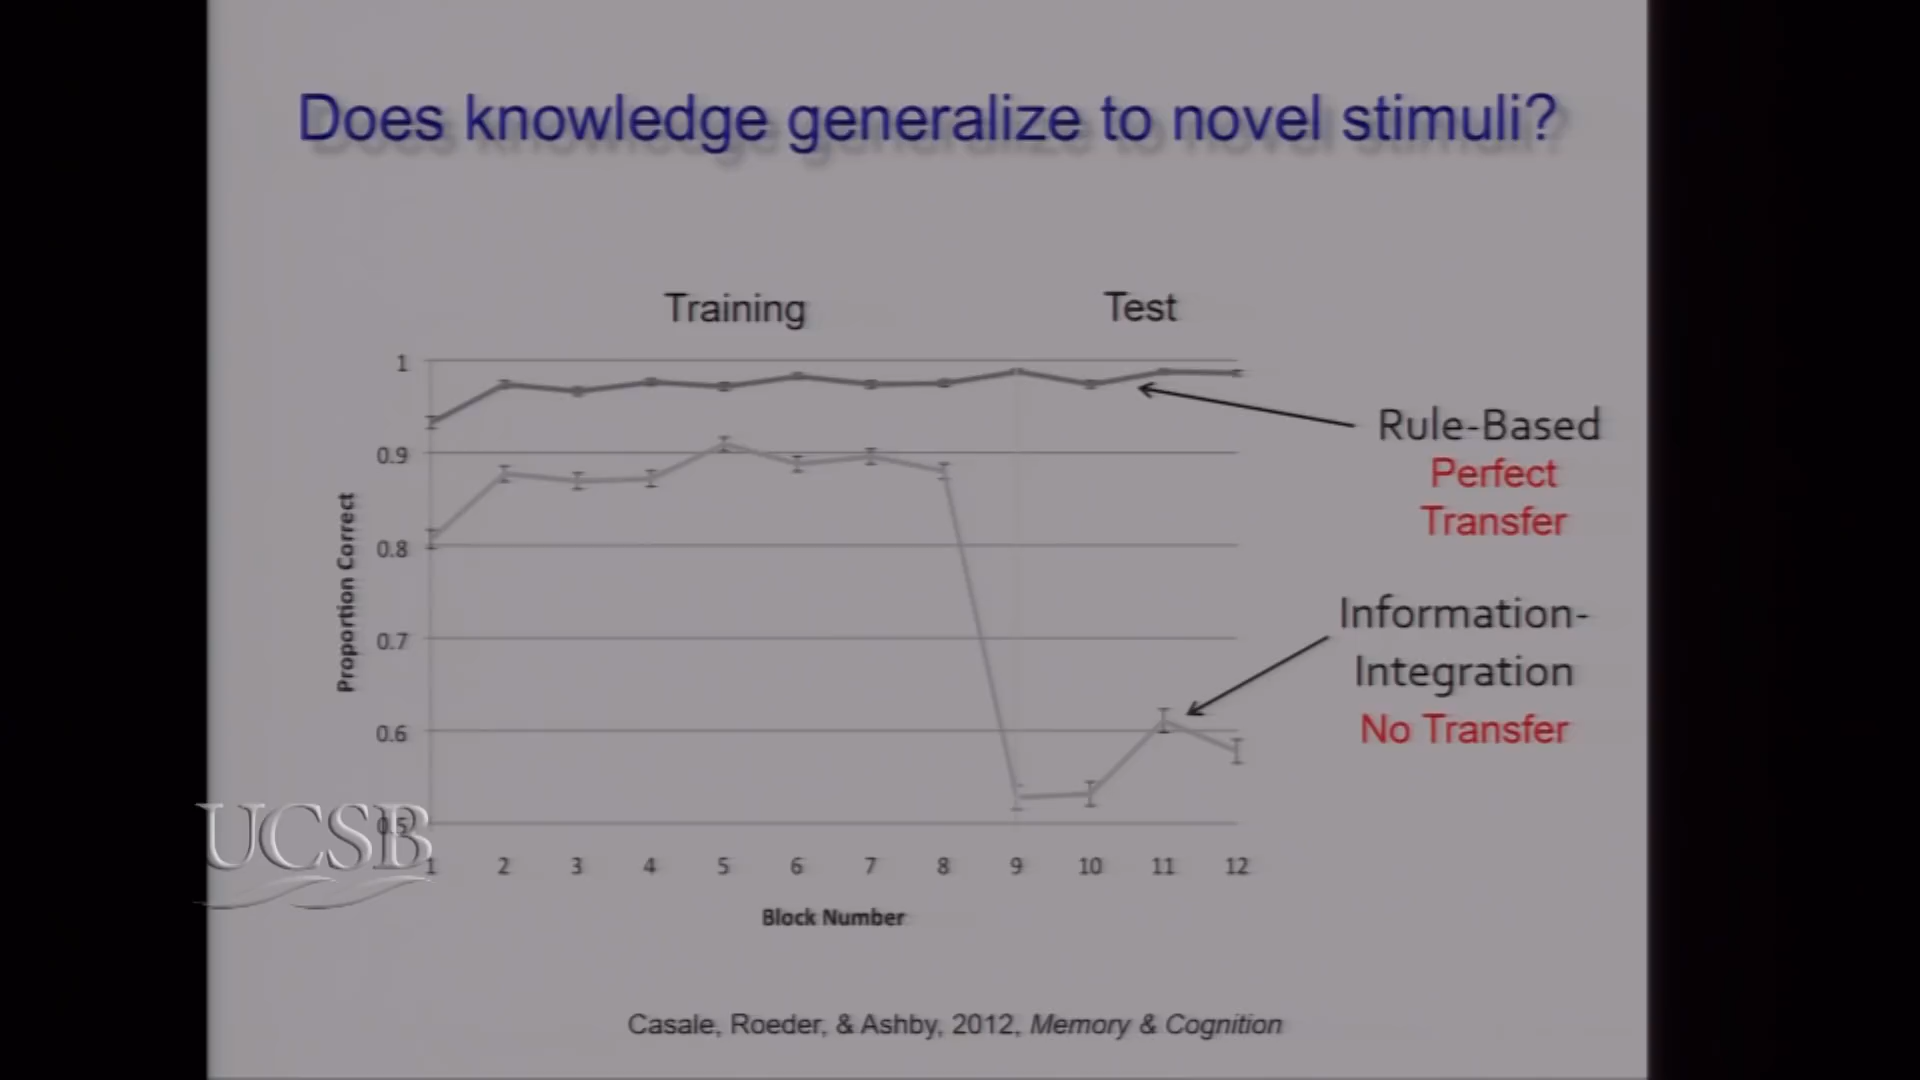 Does knowledge generalize to novel stimuli?
Training
Test
1
0.9
0.8
0.7
0.6
0.5
Proportion Correct
1 2 3 4 5 6 7 8 9 10 11 12
Block Number
Rule-Based
Perfect
Transfer
Information-
Integration
No Transfer
UCSB
Casale, Roeder, & Ashby, 2012, Memory & Cognition